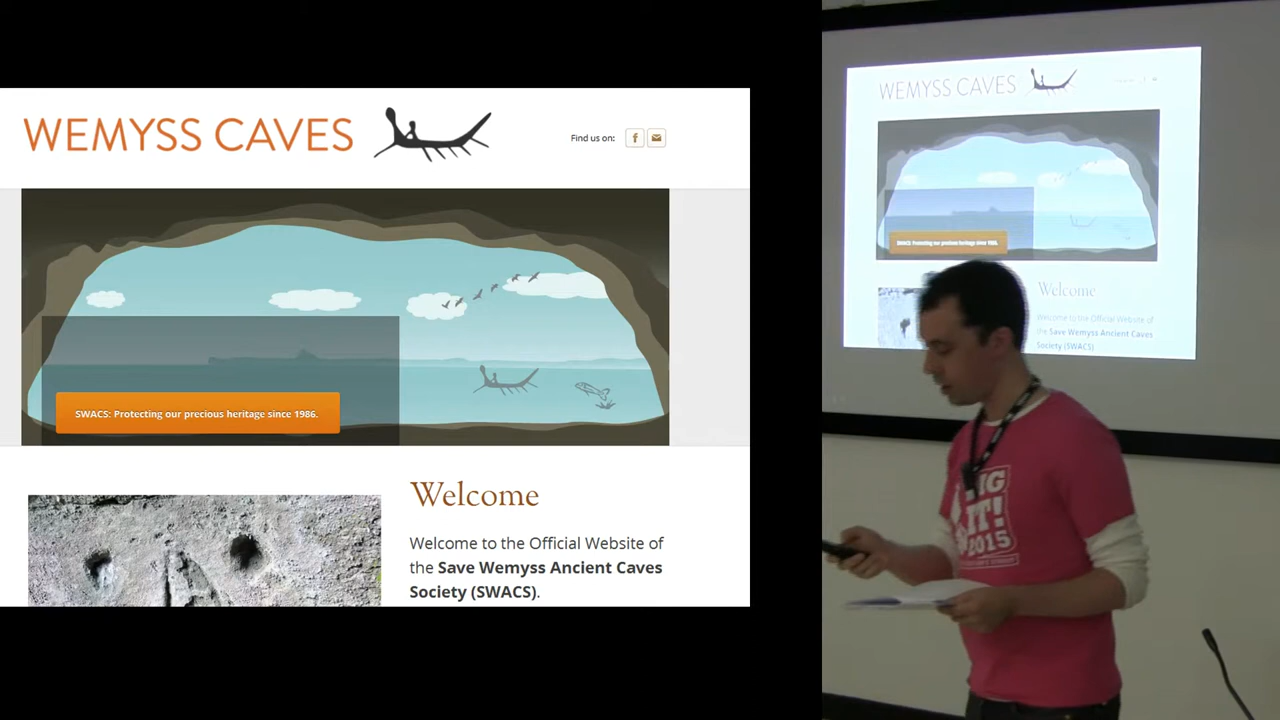 WEMYSS CAVES
Find us on:
SWACS: Protecting our precious heritage since 1986.
Welcome
Welcome to the Official Website of
the Save Wemyss Ancient Caves
Society (SWACS).
WEMYSS CAVES
SWACS: Protecting our precious heritage since 1986.
Welcome
Welcome to the Official Website of
the Save Wemyss Ancient Caves
Society (SWACS)
IT!
2015